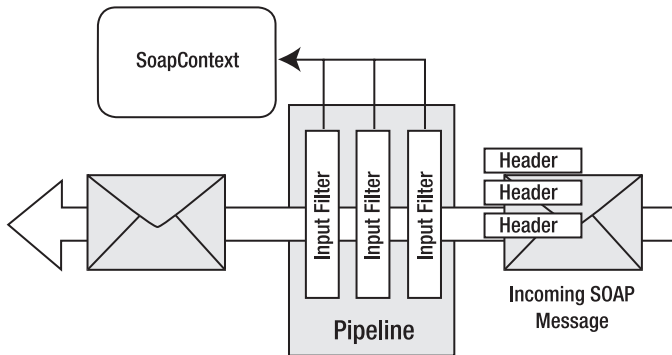 SoapContext
Input Filter
Input Filter
Input Filter
Header
Header
Header
Incoming SOAP
Message
Pipeline